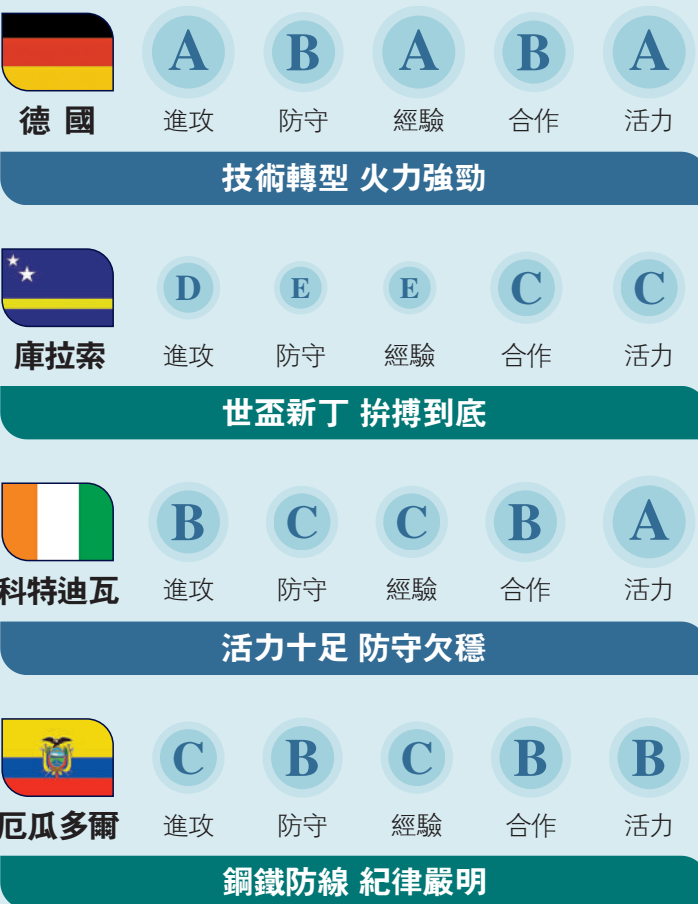 A B A B A
德國 進攻 防守 經驗 合作 活力
技術轉型 火力強勁
D E E C C
庫拉索 進攻 防守 經驗 合作 活力
世盃新丁 拚搏到底
B C C B A
科特迪瓦 進攻 防守 經驗 合作 活力
活力十足 防守欠穩
C B C B B
厄瓜多爾 進攻 防守 經驗 合作 活力
鋼鐵防線 紀律嚴明